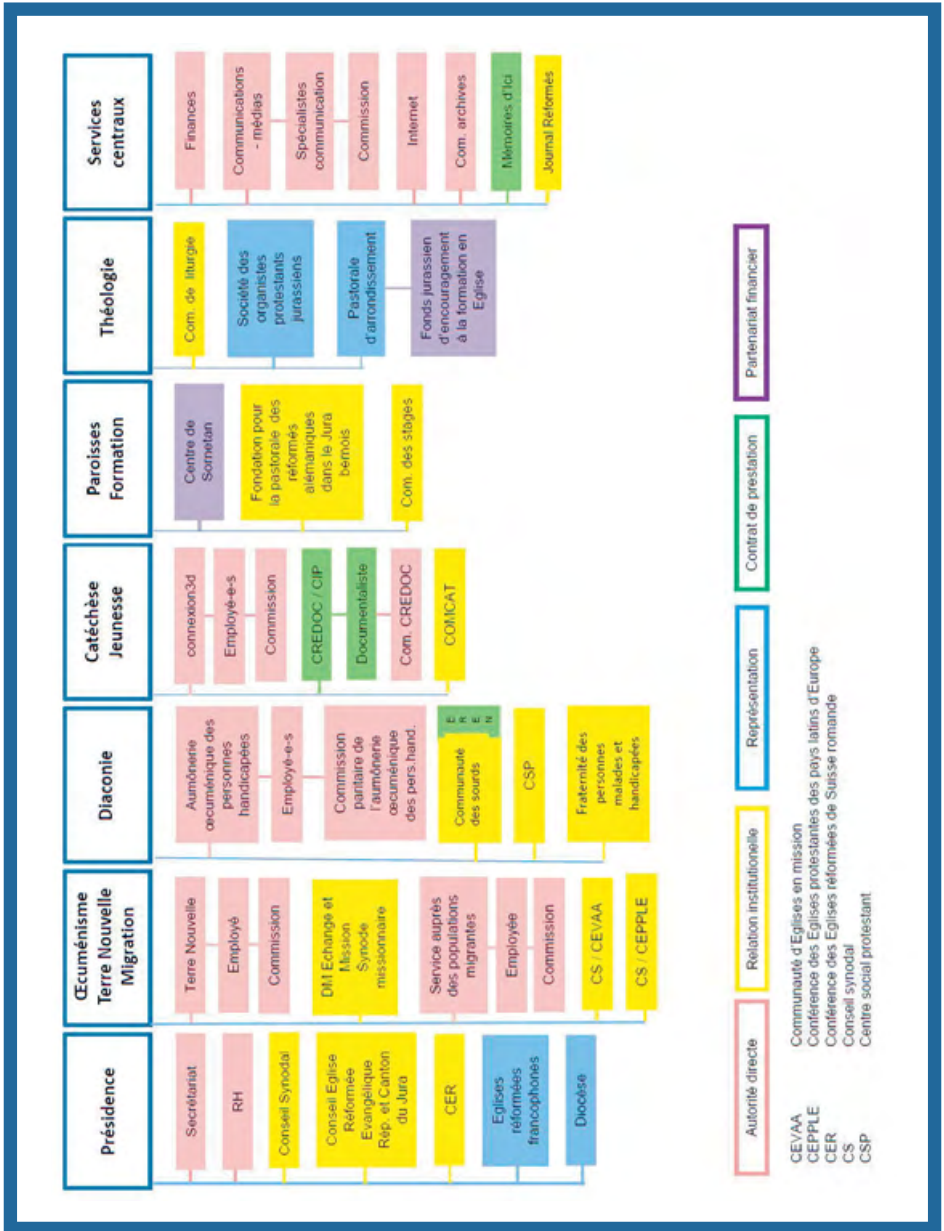 Présidence
Secrétariat
RH
Conseil Synodal
Conseil Eglise
Réformée
Evangélique
Rép. et Canton
du Jura
CER
Eglises
réformées
francophones
Diocèse
Œcuménisme
Terre Nouvelle
Migration
Terre Nouvelle
Employé
Commission
DM Echange et
Mission
Synode
missionnaire
Service auprès
des populations
migrantes
Employée
Commission
CS / CEVAA
CS / CEPPLE
Diaconie
Aumônerie
œcuménique des
personnes
handicapées
Employé-e-s
Commission
paritaire de
l'aumônerie
œcuménique
des pers.hand.
Communauté
des sourds
E
R
E
N
CSP
Fraternité des
personnes
malades et
handicapées
Catéchèse
Jeunesse
connexion3d
Employé-e-s
Commission
CREDOC / CIP
Documentaliste
Com. CREDOC
COMCAT
Paroisses
Formation
Centre de
Sornetan
Fondation pour
la pastorale des
réformés
alémaniques
dans le Jura
bernois
Com. des stages
Théologie
Com. de liturgie
Société des
organistes
protestants
jurassiens
Pastorale
d'arrondissement
Fonds jurassien
d'encouragement
à la formation en
Eglise
Services
centraux
Finances
Communications
- médias
Spécialistes
communication
Commission
Internet
Com. archives
Mémoires d'Ici
Journal Réformés
Autorité directe
Relation institutionelle
Représentation
Contrat de prestation
Partenariat financier
CEVAA Communauté d'Eglises en mission
CEPPLE Conférence des Eglises protestantes des pays latins d'Europe
CER Conférence des Eglises réformées de Suisse romande
CS Conseil synodal
CSP Centre social protestant